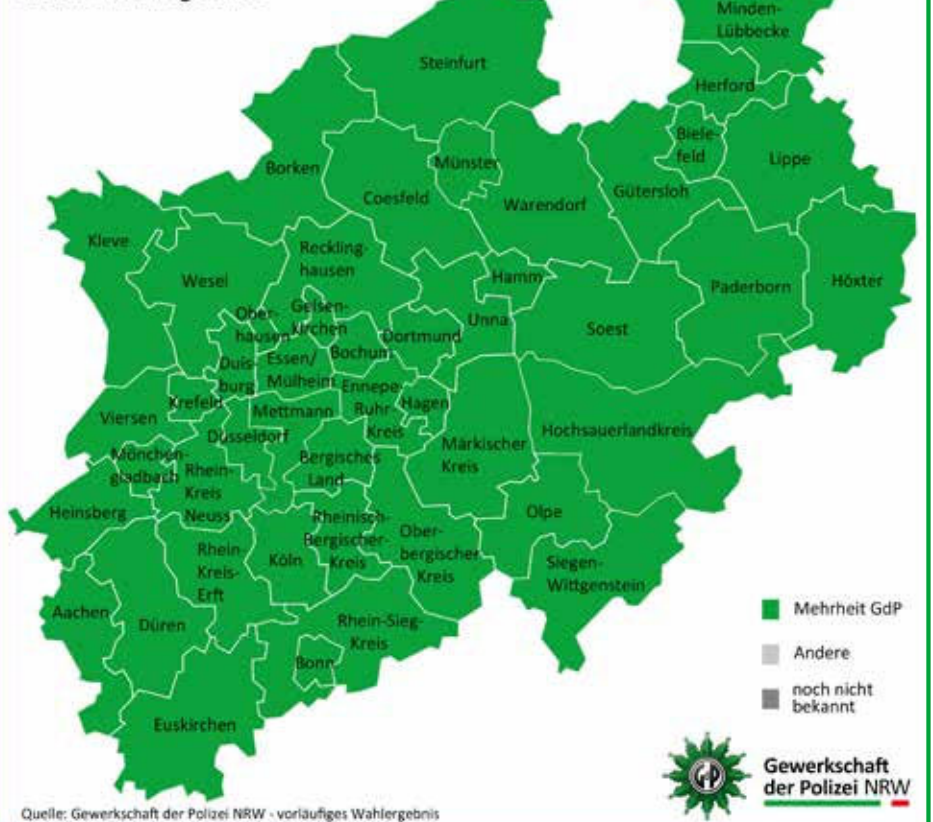 Minden-
Lübbecke
Steinfurt
Herford
Biele-
feld
Lippe
Münster
Borken
Coesfeld
Warendorf
Gütersloh
Kleve
Reckling-
hausen
Wesel
Hamm
Paderborn
Höxter
Gelsen-
kirchen
Ober-
hausen
Unna
Soest
Dortmund
Bochum
Essen/
Mülheim
Duis-
burg
Ennepe-
Ruhr-
Kreis
Hagen
Krefeld
Mettmann
Viersen
Düsseldorf
Hochsauerlandkreis
Märkischer
Kreis
Mönchen-
gladbach
Bergisches
Land
Rhein-
Kreis
Neuss
Heinsberg
Olpe
Rheinisch-
Bergischer-
Kreis
Ober-
bergischer
Kreis
Rhein-
Kreis-
Erft
Köln
Siegen-
Wittgenstein
Aachen
Düren
Rhein-Sieg-
Kreis
Bonn
Euskirchen
Mehrheit GdP
Andere
noch nicht
bekannt
GdP
Gewerkschaft
der Polizei NRW
Quelle: Gewerkschaft der Polizei NRW - vorläufiges Wahlergebnis